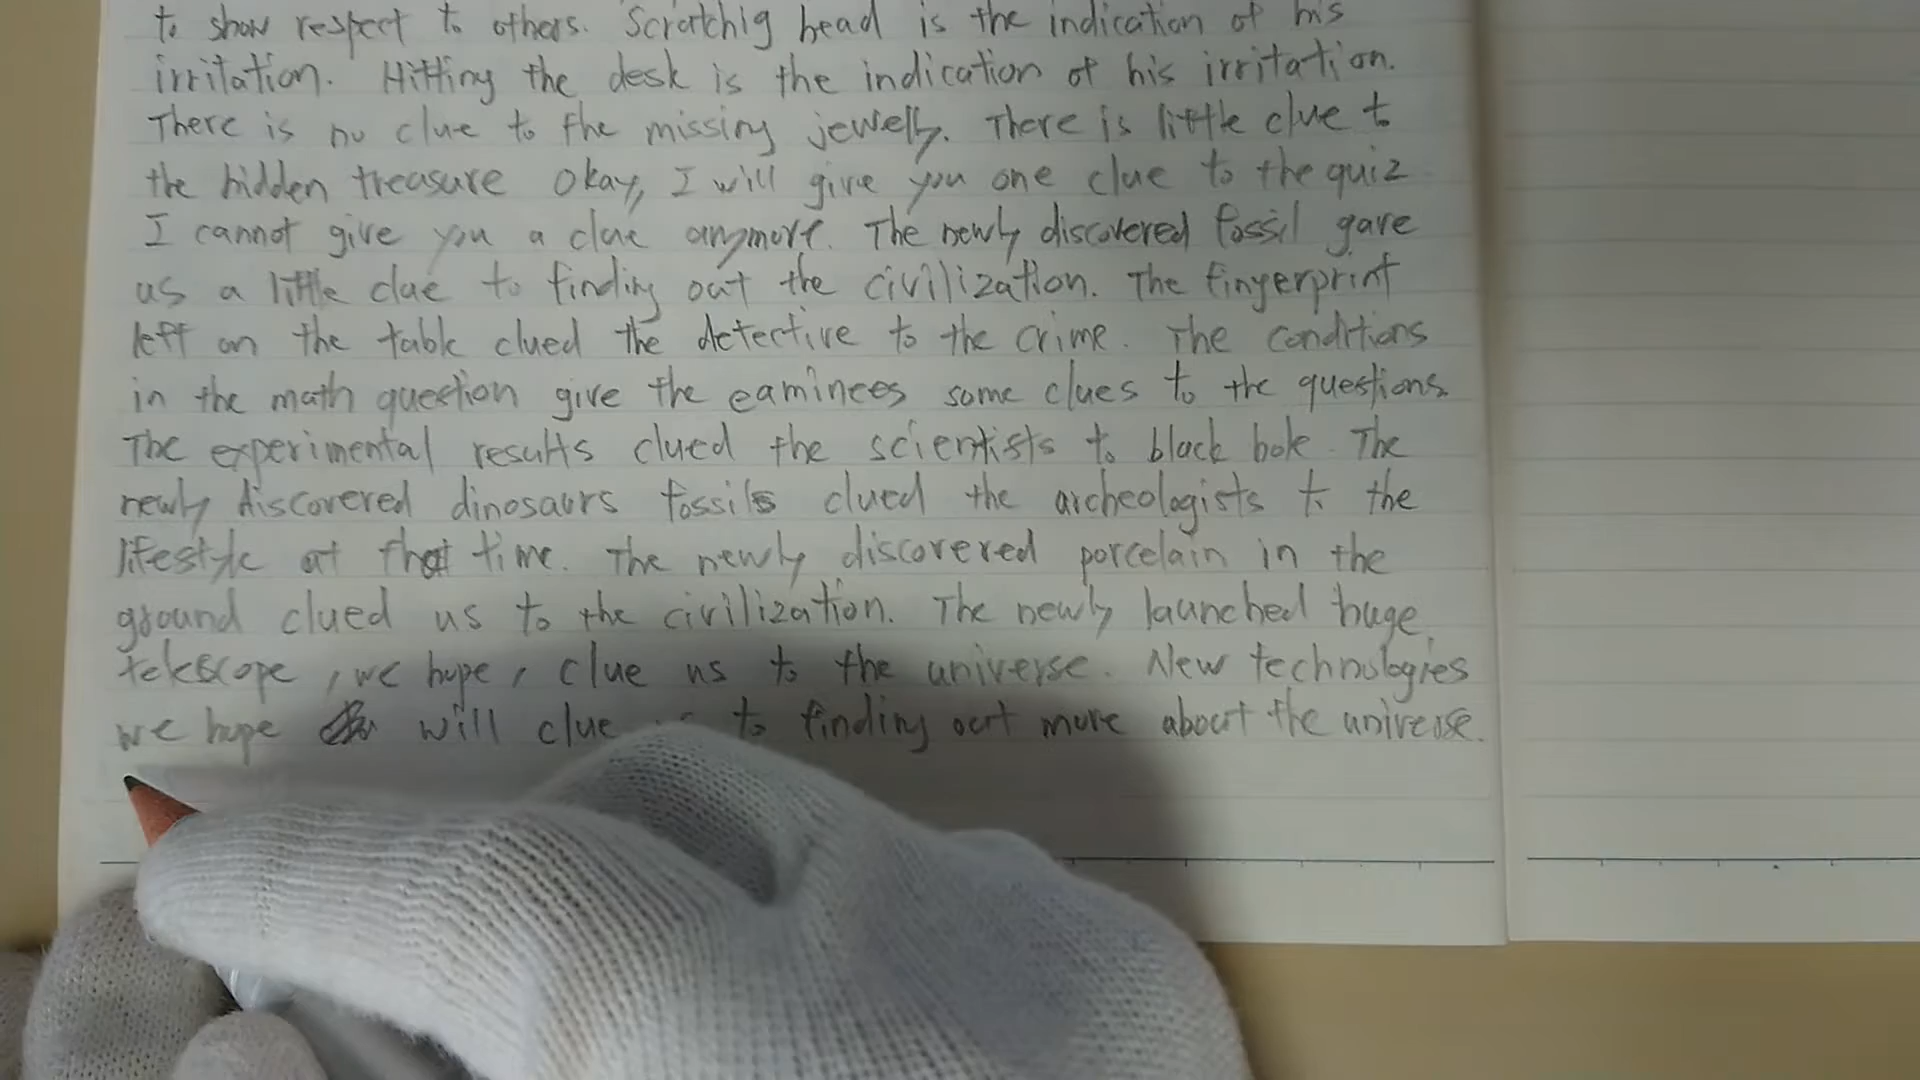 to show respect to others. Scratchig head is the indication of his
irritation. Hitting the desk is the indication of his irritation.
There is no clue to the missing jewelly. There is little clue to
the hidden treasure Okay, I will give you one clue to the quiz
I cannot give you a clue anymore. The newly discovered fossil gave
us a little clue to finding out the civilization. The fingerprint
left on the table clued the detective to the crime. The conditions
in the math question give the eaminees some clues to the questions.
The experimental results clued the scientists to black hole. The
newly discovered dinosaurs fossils clued the archeologists to the
lifestyle at that time. The newly discovered porcelain in the
ground clued us to the civilization. The newly launched huge
telescope, we hope, clue us to the universe. New technologies
we hope will clue to finding out more about the universe.